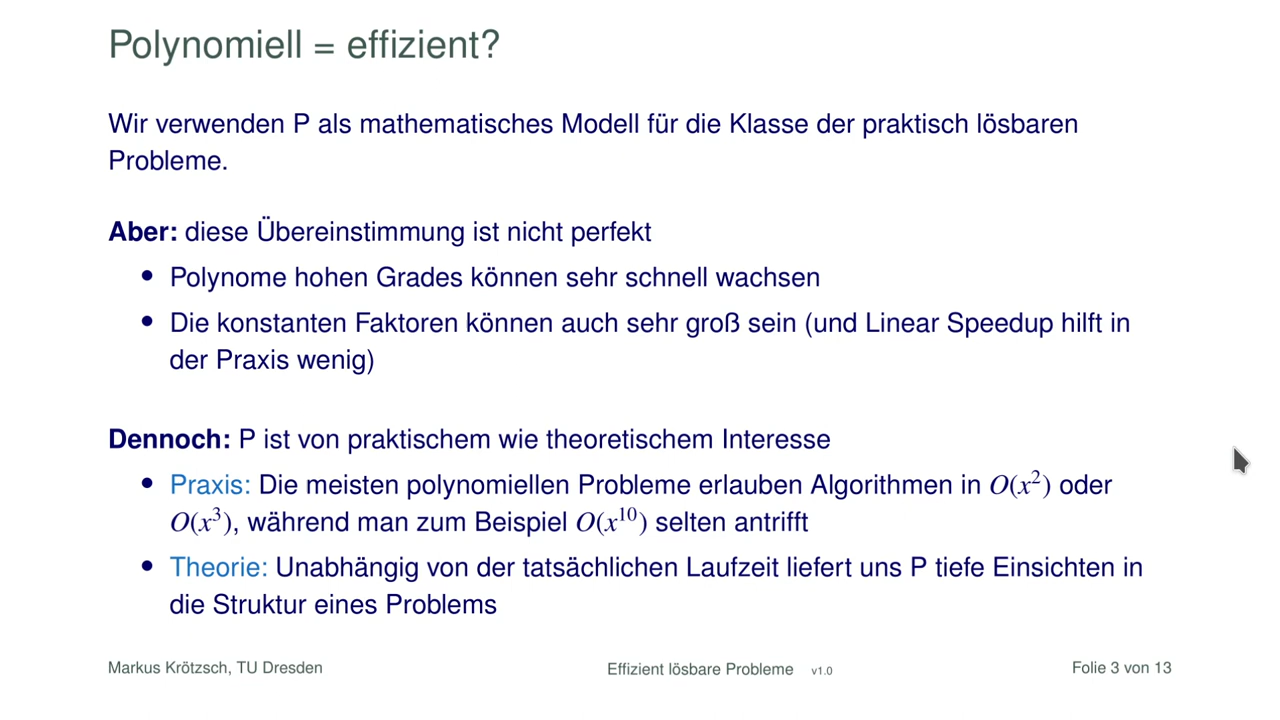 Polynomiell = effizient?
Wir verwenden P als mathematisches Modell für die Klasse der praktisch lösbaren
Probleme.
Aber: diese Übereinstimmung ist nicht perfekt
• Polynome hohen Grades können sehr schnell wachsen
• Die konstanten Faktoren können auch sehr groß sein (und Linear Speedup hilft in
der Praxis wenig)
Dennoch: P ist von praktischem wie theoretischem Interesse
• Praxis: Die meisten polynomiellen Probleme erlauben Algorithmen in O(x²) oder
O(x³), während man zum Beispiel O(x¹⁰) selten antrifft
• Theorie: Unabhängig von der tatsächlichen Laufzeit liefert uns P tiefe Einsichten in
die Struktur eines Problems
Markus Krötzsch, TU Dresden
Effizient lösbare Probleme v1.0
Folie 3 von 13